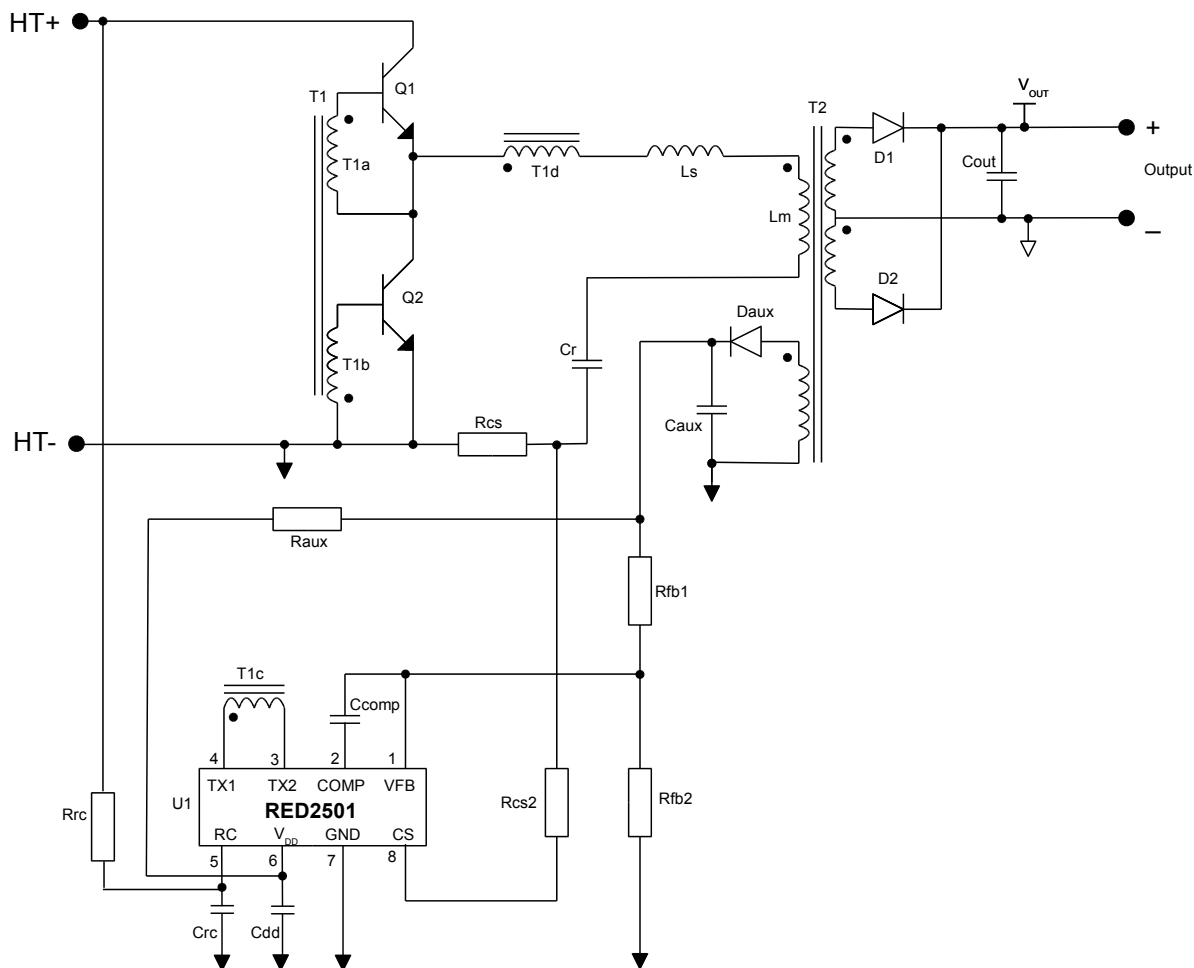 HT+
Q1
T1
T1a
T1d
Ls
T2
Lm
D1
V_OUT
Cout
+
Output
–
D2
Q2
T1b
Cr
Daux
Caux
HT-
Rcs
Raux
Rfb1
T1c
Ccomp
4 3 2 1
TX1 TX2 COMP VFB
U1
RED2501
RC V_DD GND CS
5 6 7 8
Rrc
Rcs2
Rfb2
Crc
Cdd